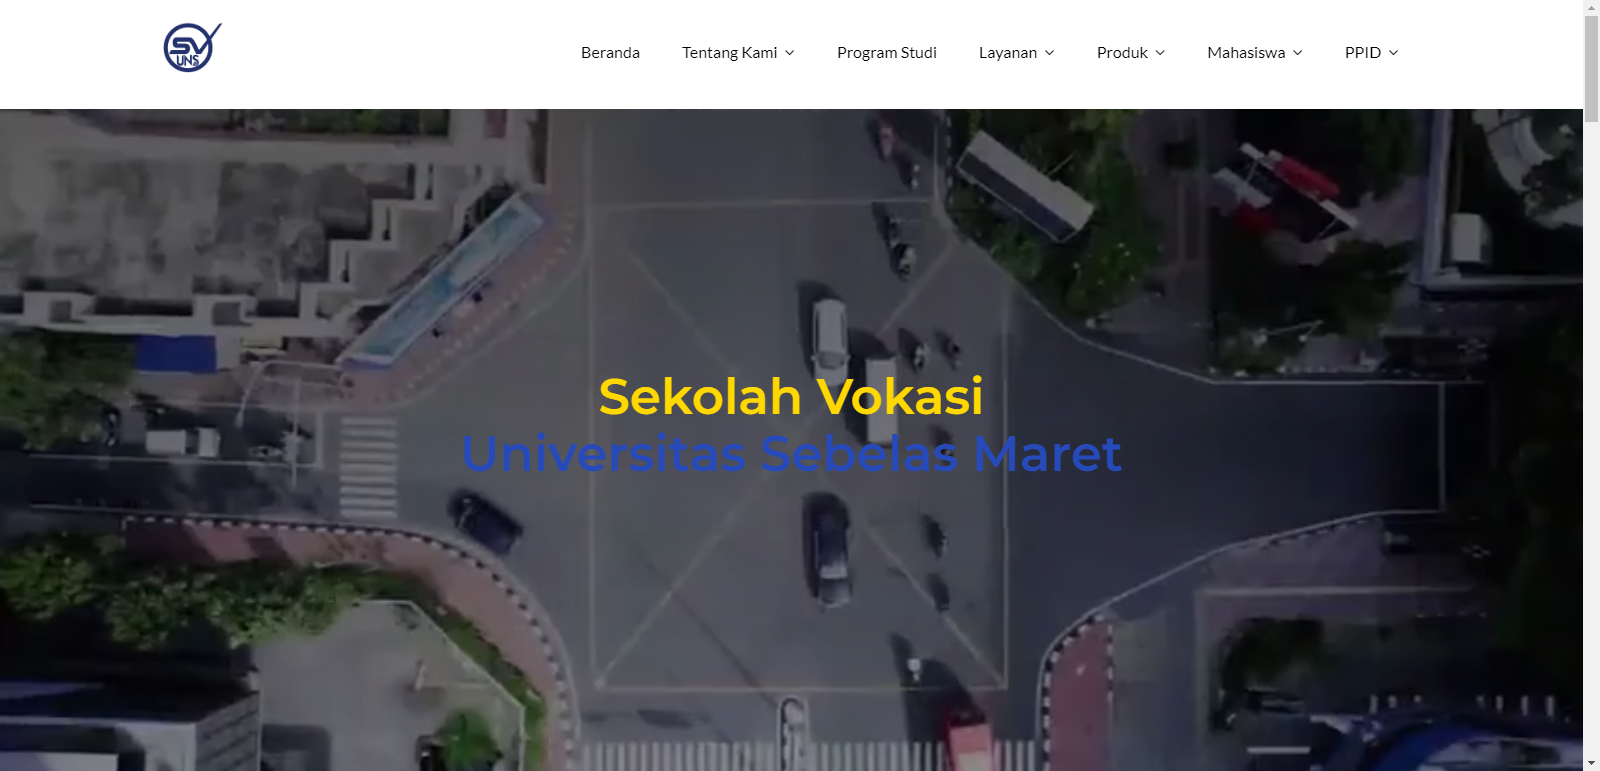 SV
UNS
Beranda Tentang Kami Program Studi Layanan Produk Mahasiswa PPID
Sekolah Vokasi
Universitas Sebelas Maret